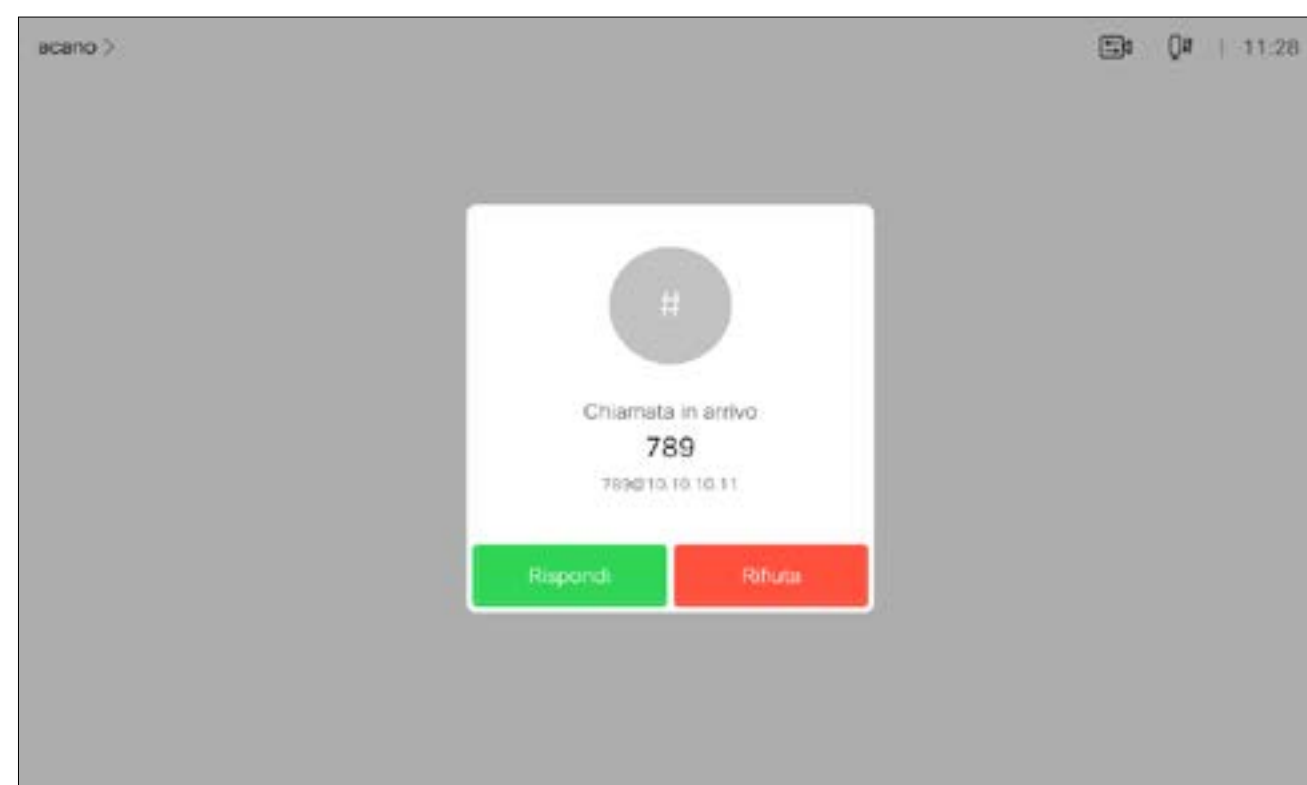 acano >
11:28
#
Chiamata in arrivo
789
789@10.10.10.11
Rispondi
Rifiuta